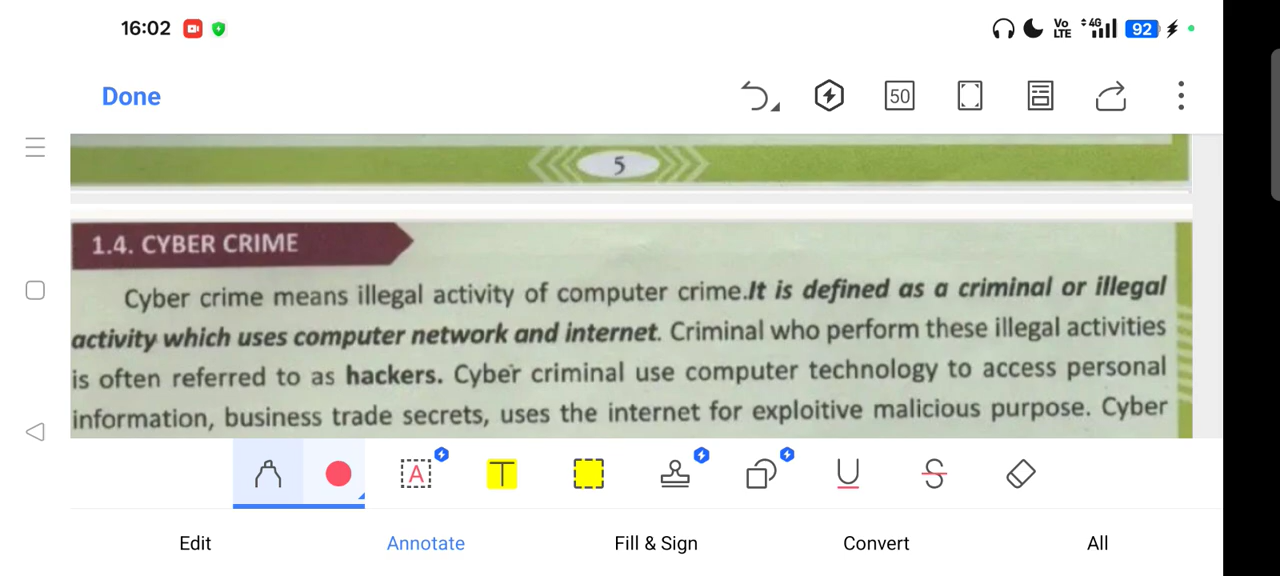 16:02
Vo LTE 4G 92
Done
50
5
1.4. CYBER CRIME
Cyber crime means illegal activity of computer crime.It is defined as a criminal or illegal
activity which uses computer network and internet. Criminal who perform these illegal activities
is often referred to as hackers. Cyber criminal use computer technology to access personal
information, business trade secrets, uses the internet for exploitive malicious purpose. Cyber
A T U S
Edit Annotate Fill & Sign Convert All